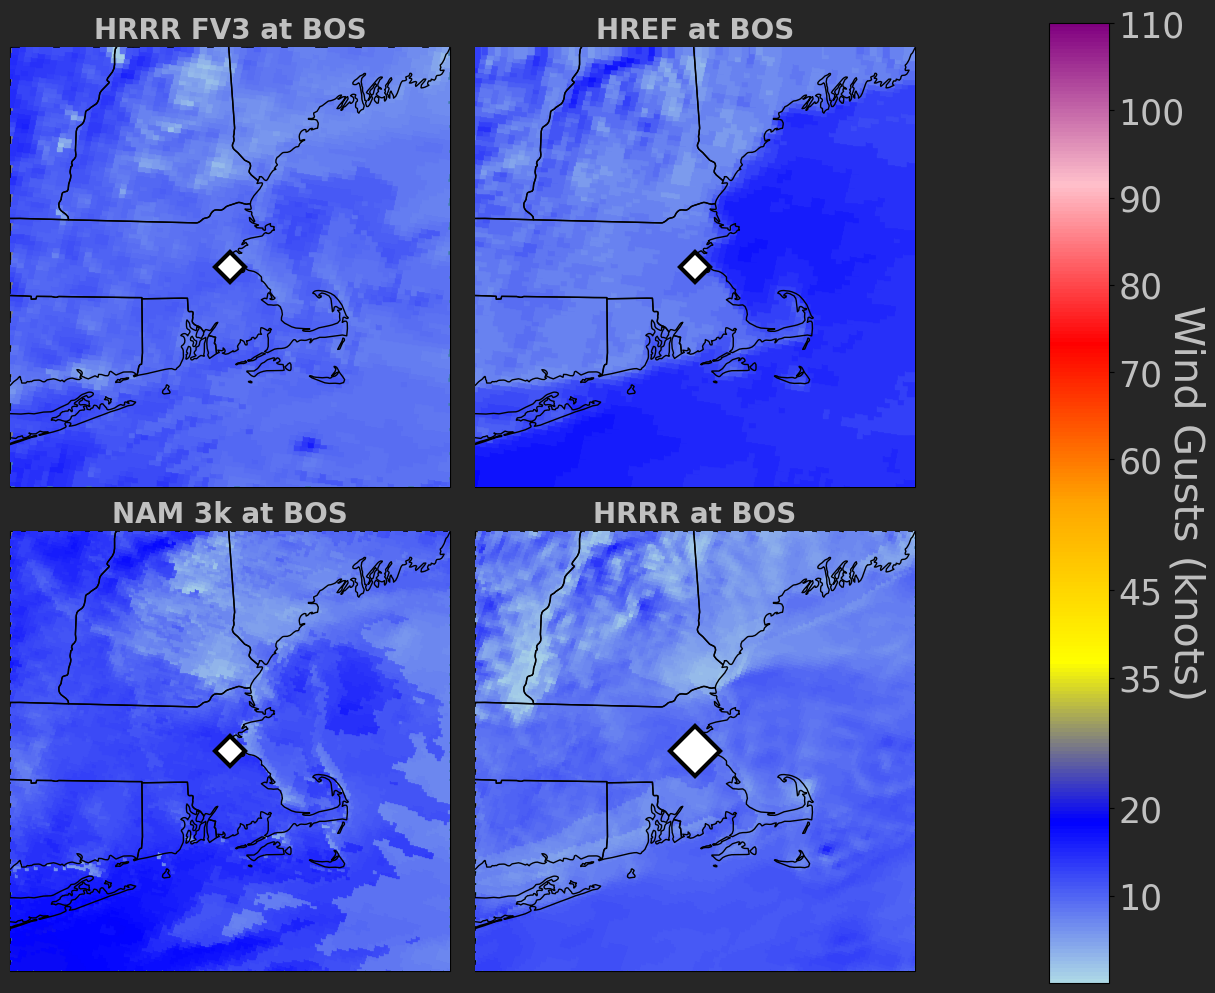 HRRR FV3 at BOS
HREF at BOS
NAM 3k at BOS
HRRR at BOS
110
100
90
80
70
60
45
35
20
10
Wind Gusts (knots)